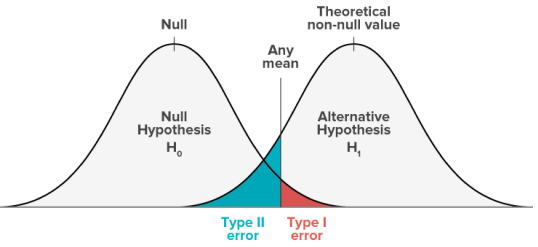 Null
Theoretical
non-null value
Any
mean
Null
Hypothesis
H₀
Alternative
Hypothesis
H₁
Type II
error
Type I
error